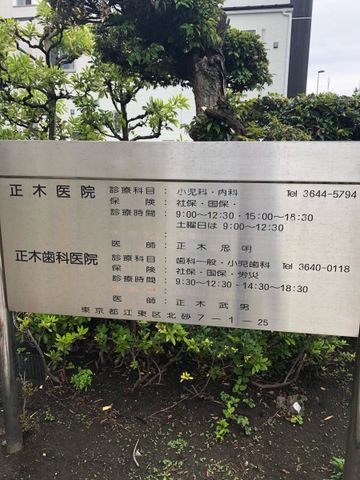 正木医院 診療科目：小児科・内科 Tel 3644-5794
保険：社保・国保・
診療時間：9:00～12:30・15:00～18:30
土曜日は 9:00～12:30
医師：正木忠明
正木歯科医院 診療科目：歯科一般・小児歯科 Tel 3640-0118
保険：社保・国保・労災
診療時間：9:30～12:30・14:30～18:30
医師：正木武男
東京都江東区北砂7-1-25